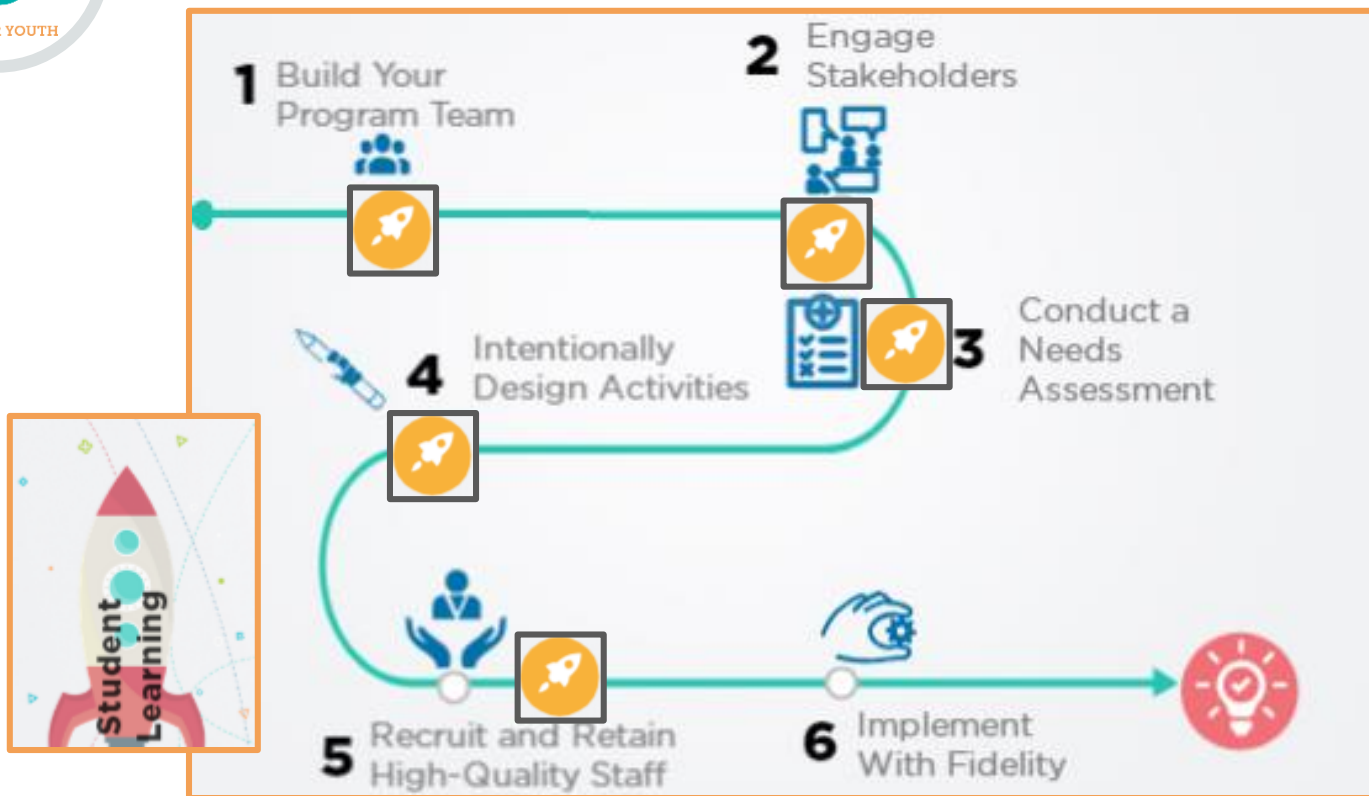 YOUTH
1 Build Your
Program Team
2 Engage
Stakeholders
3 Conduct a
Needs
Assessment
4 Intentionally
Design Activities
Student
Learning
5 Recruit and Retain
High-Quality Staff
6 Implement
With Fidelity